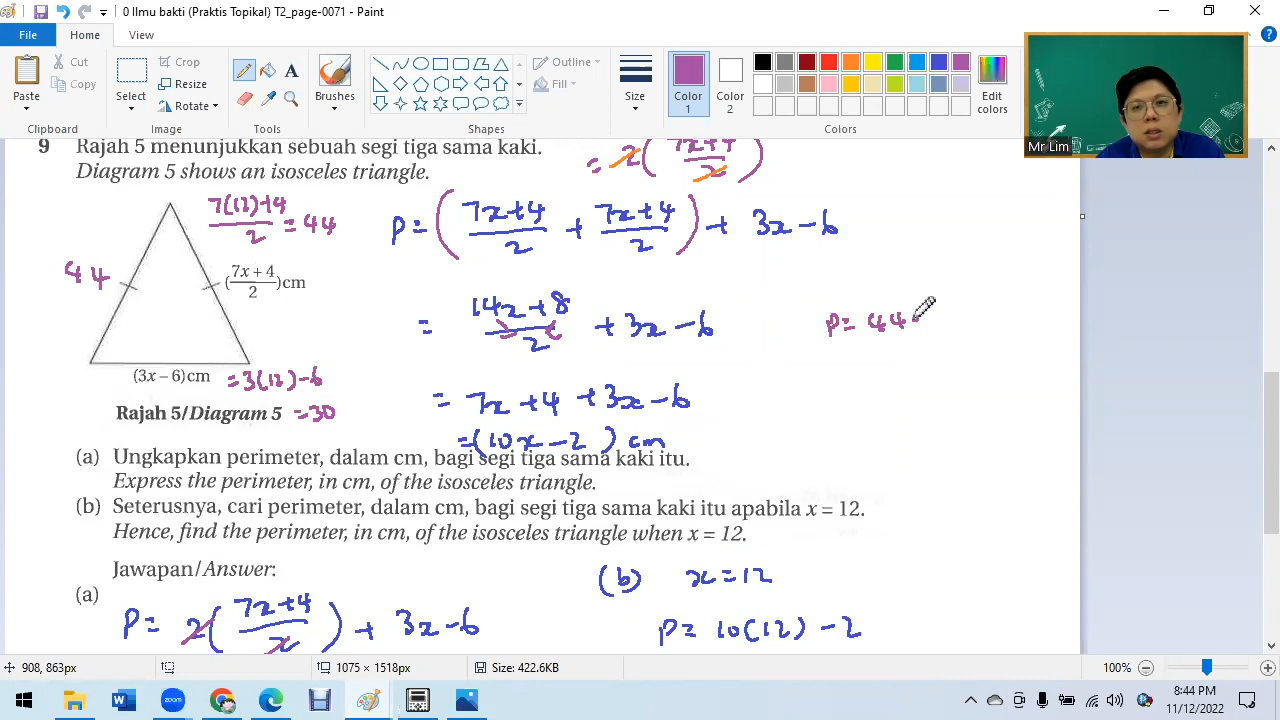 0 Ilmu bakti (Praktis Topikal) T2_page-0071 - Paint
File Home View
Paste Cut Copy Select Crop Resize Rotate Brushes Outline Fill Size Color 1 Color 2 Edit colors
Clipboard Image Tools Shapes Colors
Mr Lim
9 Rajah 5 menunjukkan sebuah segi tiga sama kaki.
Diagram 5 shows an isosceles triangle.
= 2(7x+4/2)
7(12)+4/2 = 44
P = (7x+4/2 + 7x+4/2) + 3x - 6
44
(7x + 4/2)cm
= 14x + 8/2 + 3x - 6
P = 44
(3x – 6)cm = 3(12) - 6
= 7x + 4 + 3x - 6
Rajah 5/Diagram 5 = 30
= (10x - 2) cm
(a) Ungkapkan perimeter, dalam cm, bagi segi tiga sama kaki itu.
Express the perimeter, in cm, of the isosceles triangle.
(b) Seterusnya, cari perimeter, dalam cm, bagi segi tiga sama kaki itu apabila x = 12.
Hence, find the perimeter, in cm, of the isosceles triangle when x = 12.
Jawapan/Answer:
(b) x = 12
(a)
P = 2(7x+4/2) + 3x - 6
P = 10(12) - 2
908, 863px 1075 × 1518px Size: 422.6KB 100%
zoom
8:44 PM
11/12/2022